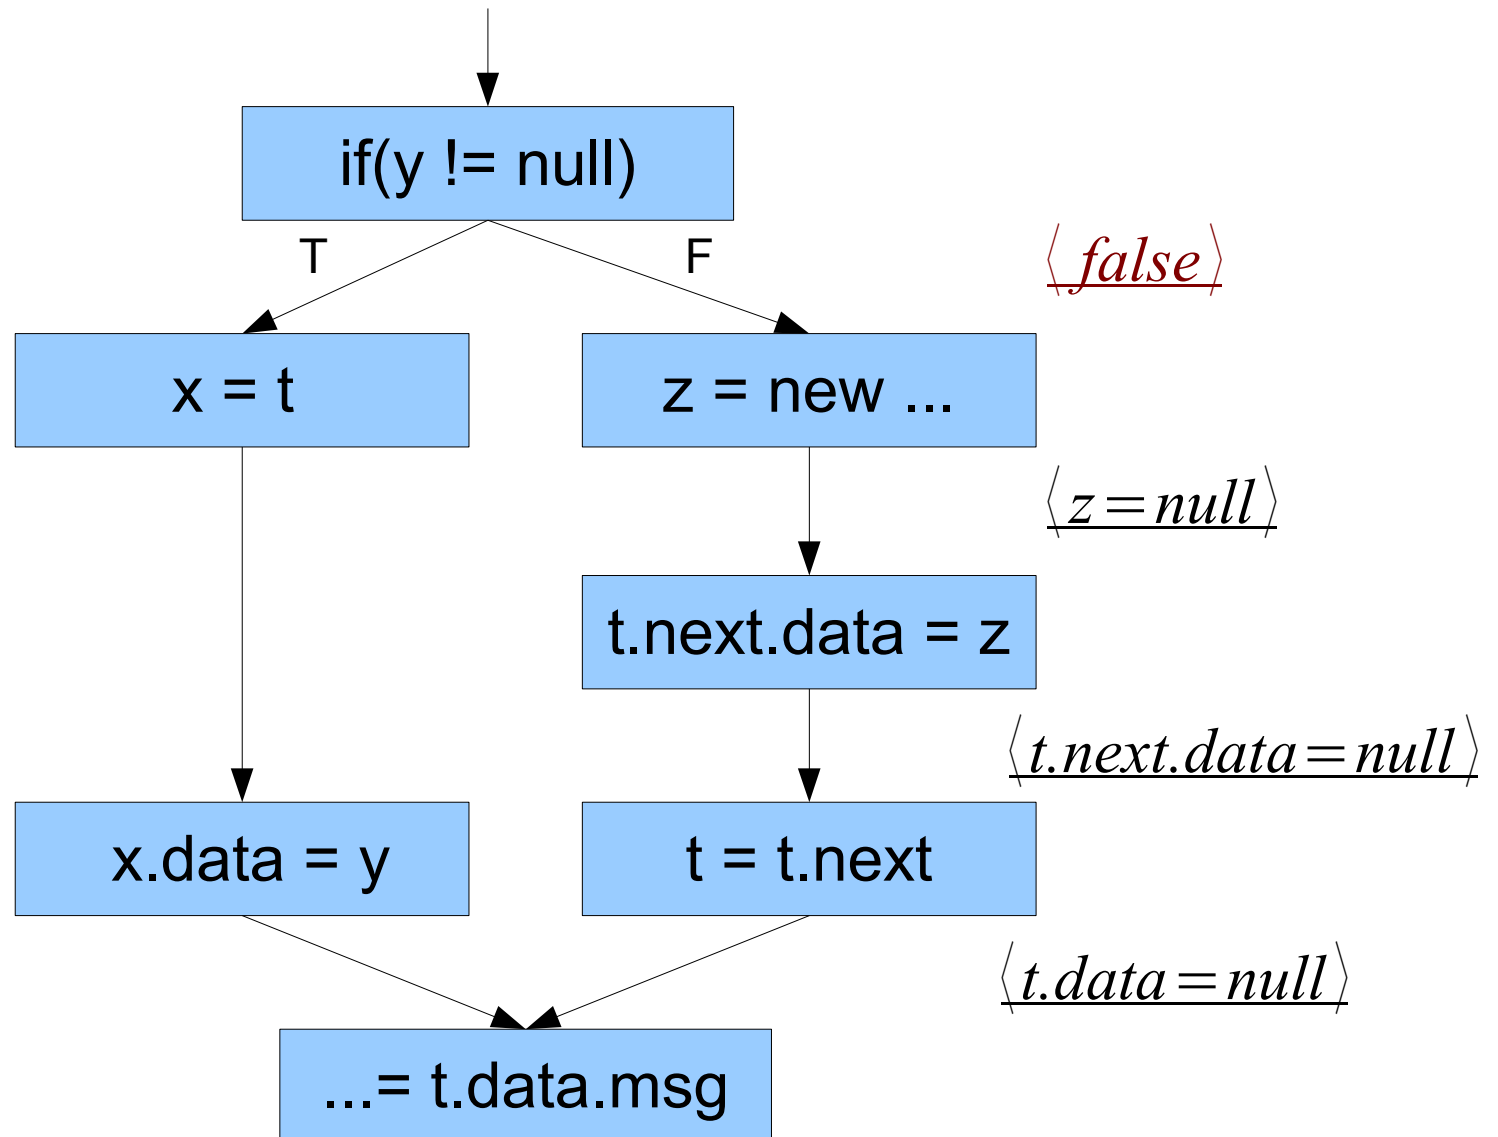 if(y != null)
T
F
⟨ false⟩
x = t
z = new ...
⟨z=null⟩
t.next.data = z
⟨t.next.data=null⟩
x.data = y
t = t.next
⟨t.data=null⟩
...= t.data.msg